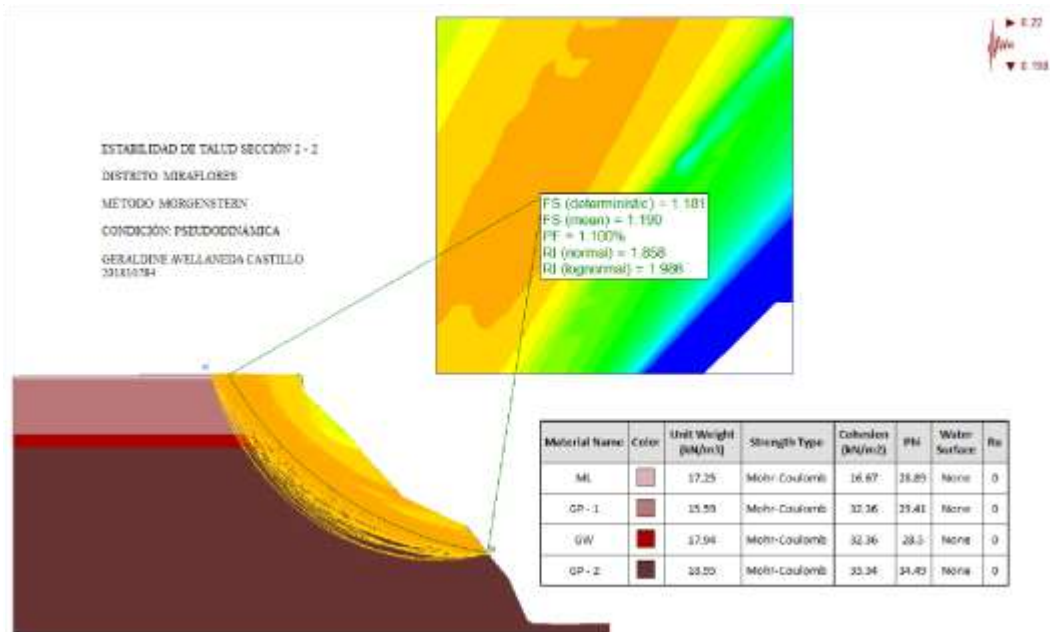 0.22
ESTABILIDAD DE TALUD SECCIÓN 2 - 2
DISTRITO MIRAFLORES
MÉTODO MORGENSTERN
CONDICIÓN: PSEUDODINÁMICA
GERALDINE AVELLANEDA CASTILLO
FS (deterministic) = 1.181
FS (mean) = 1.190
PF = 1.100%
RI (normal) = 1.858
RI (lognormal) = 1.986
Material Name Color Unit Weight (kN/m3) Strength Type Cohesion (kN/m2) Phi Water Surface Ru
ML 17.25 Mohr-Coulomb 16.67 None 0
GP - 1 Mohr-Coulomb 32.36 None 0
GW 17.94 Mohr-Coulomb 32.36 28.5 None 0
GP - 2 Mohr-Coulomb 34.49 None 0